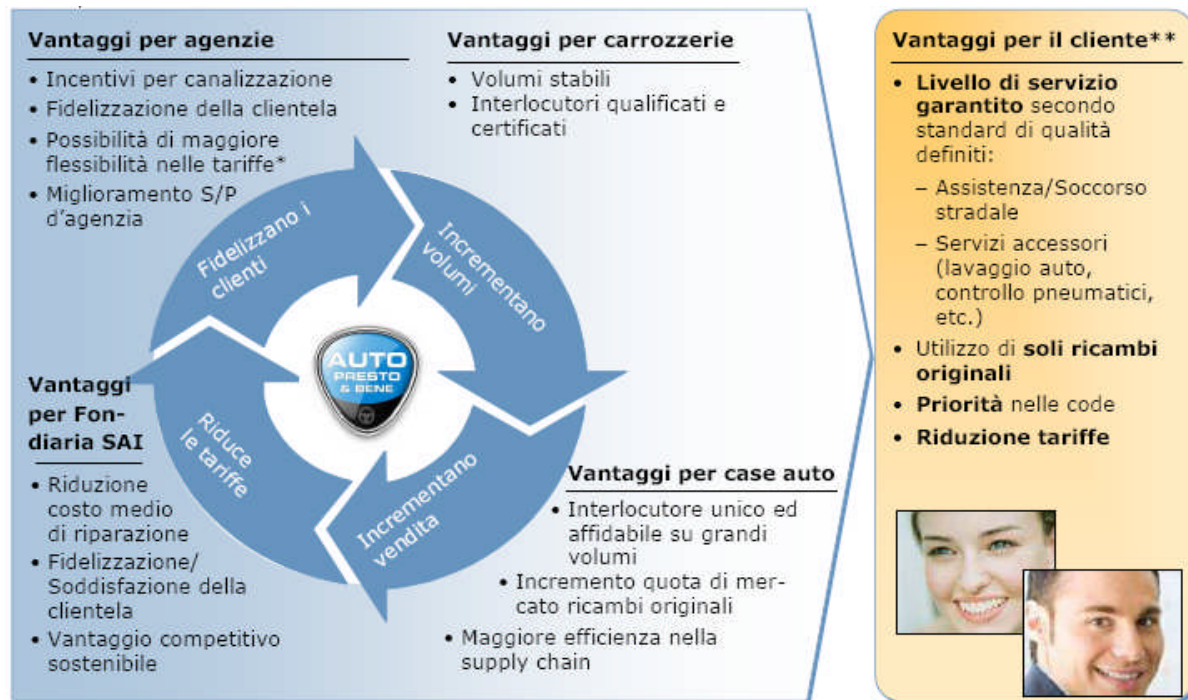 Vantaggi per agenzie
• Incentivi per canalizzazione
• Fidelizzazione della clientela
• Possibilità di maggiore
flessibilità nelle tariffe*
• Miglioramento S/P
d'agenzia
Vantaggi per carrozzerie
• Volumi stabili
• Interlocutori qualificati e
certificati
Fidelizzano i
clienti
Incrementano
volumi
AUTO
PRESTO
& BENE
Riduce
le tariffe
Incrementano
vendita
Vantaggi
per Fon-
diaria SAI
• Riduzione
costo medio
di riparazione
• Fidelizzazione/
Soddisfazione della
clientela
• Vantaggio competitivo
sostenibile
Vantaggi per case auto
• Interlocutore unico ed
affidabile su grandi
volumi
• Incremento quota di mer-
cato ricambi originali
• Maggiore efficienza nella
supply chain
Vantaggi per il cliente**
• Livello di servizio
garantito secondo
standard di qualità
definiti:
– Assistenza/Soccorso
stradale
– Servizi accessori
(lavaggio auto,
controllo pneumatici,
etc.)
• Utilizzo di soli ricambi
originali
• Priorità nelle code
• Riduzione tariffe